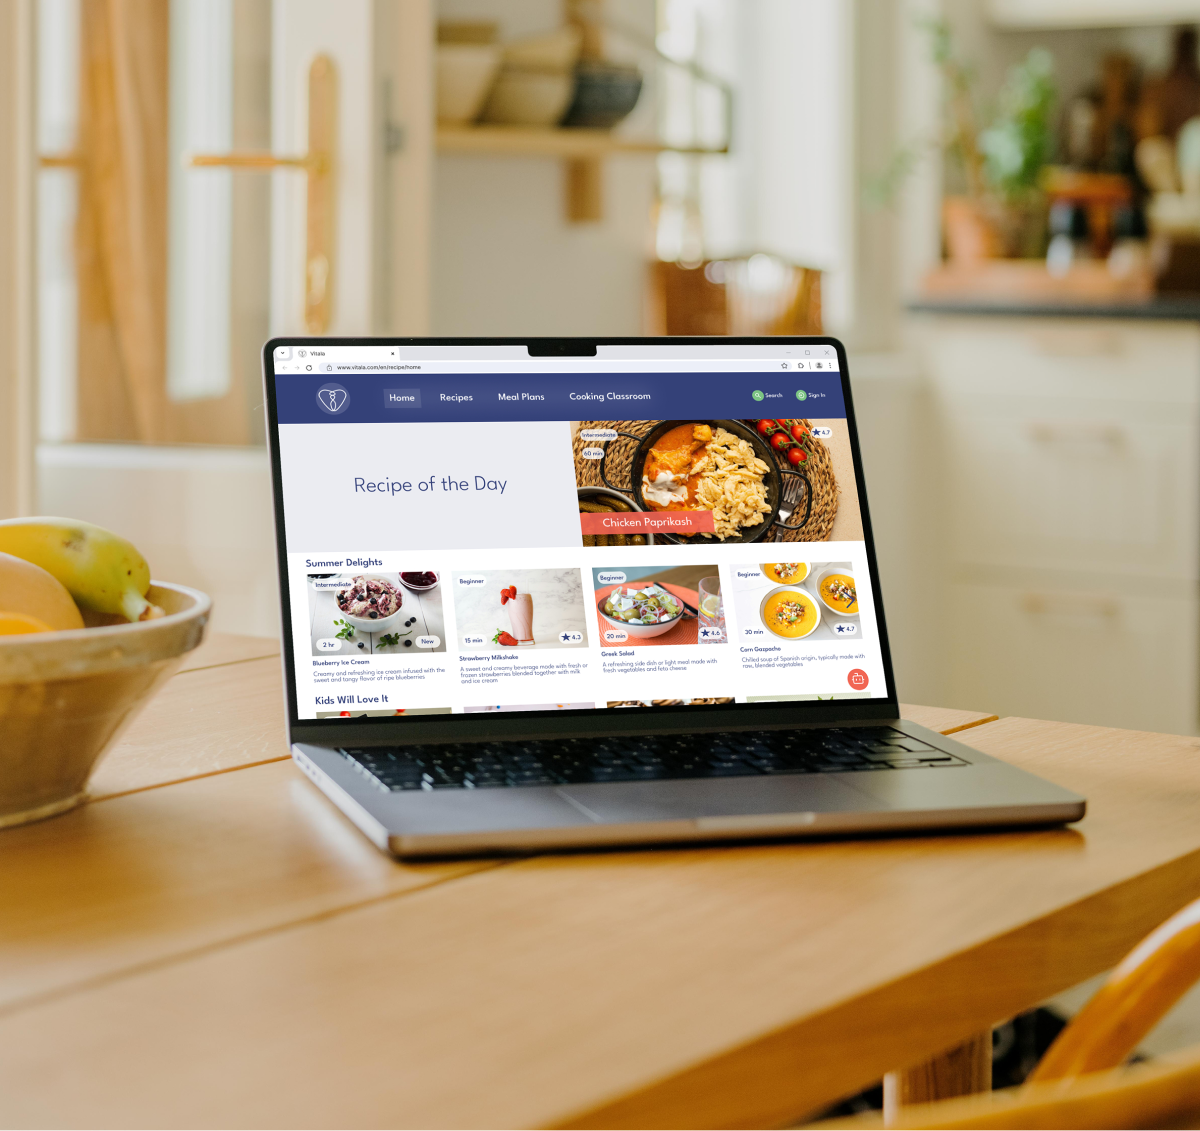 Vitala
www.vitala.com/en/recipe/home
Home
Recipes
Meal Plans
Cooking Classroom
Search
Sign In
Recipe of the Day
Intermediate
60 min
4.7
Chicken Paprikash
Summer Delights
Intermediate
2 hr
New
Blueberry Ice Cream
Creamy and refreshing ice cream infused with the
sweet and tangy flavor of ripe blueberries
Beginner
15 min
4.3
Strawberry Milkshake
A sweet and creamy beverage made with fresh or
frozen strawberries blended together with milk
and ice cream
Beginner
20 min
4.6
Greek Salad
A refreshing side dish or light meal made with
fresh vegetables and feta cheese
Beginner
30 min
4.7
Corn Gazpacho
Chilled soup of Spanish origin, typically made with
raw, blended vegetables
Kids Will Love It